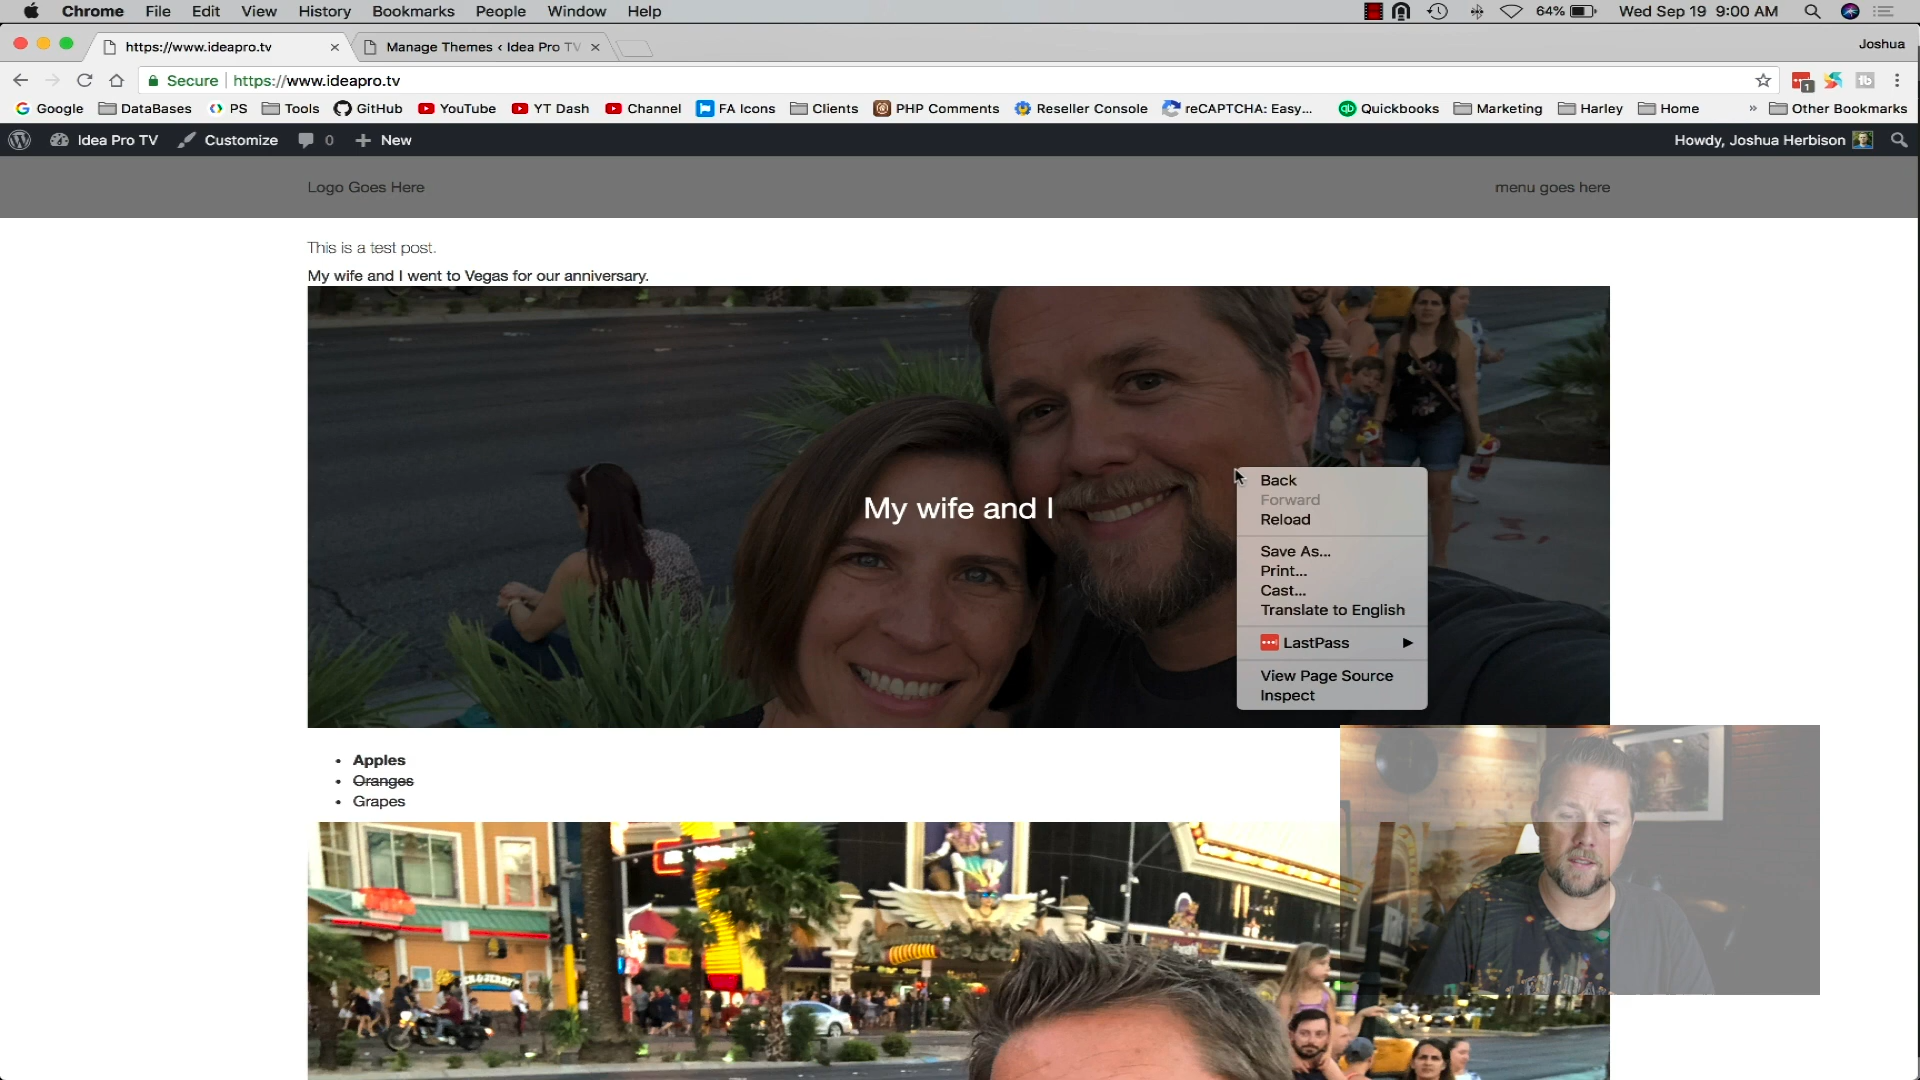 Chrome File Edit View History Bookmarks People Window Help 64% Wed Sep 19 9:00 AM
https://www.ideapro.tv Manage Themes ‹ Idea Pro TV Joshua
Secure https://www.ideapro.tv 1
Google DataBases PS Tools GitHub YouTube YT Dash Channel FA Icons Clients PHP Comments Reseller Console reCAPTCHA: Easy... Quickbooks Marketing Harley Home » Other Bookmarks
Idea Pro TV Customize 0 New Howdy, Joshua Herbison
Logo Goes Here menu goes here
This is a test post.
My wife and I went to Vegas for our anniversary.
My wife and I
Back
Forward
Reload
Save As...
Print...
Cast...
Translate to English
LastPass
View Page Source
Inspect
Apples
Oranges
Grapes